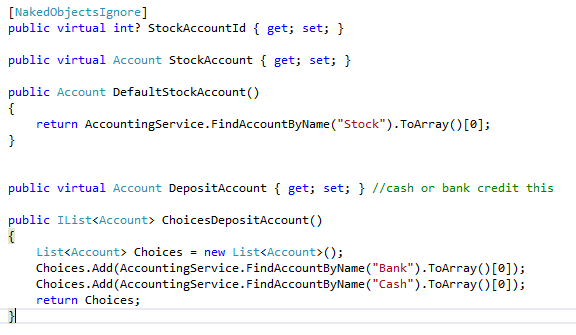 [NakedObjectsIgnore]
public virtual int? StockAccountId { get; set; }
public virtual Account StockAccount { get; set; }
public Account DefaultStockAccount()
{
    return AccountingService.FindAccountByName("Stock").ToArray()[0];
}
public virtual Account DepositAccount { get; set; } //cash or bank credit this
public IList<Account> ChoicesDepositAccount()
{
    List<Account> Choices = new List<Account>();
    Choices.Add(AccountingService.FindAccountByName("Bank").ToArray()[0]);
    Choices.Add(AccountingService.FindAccountByName("Cash").ToArray()[0]);
    return Choices;
}